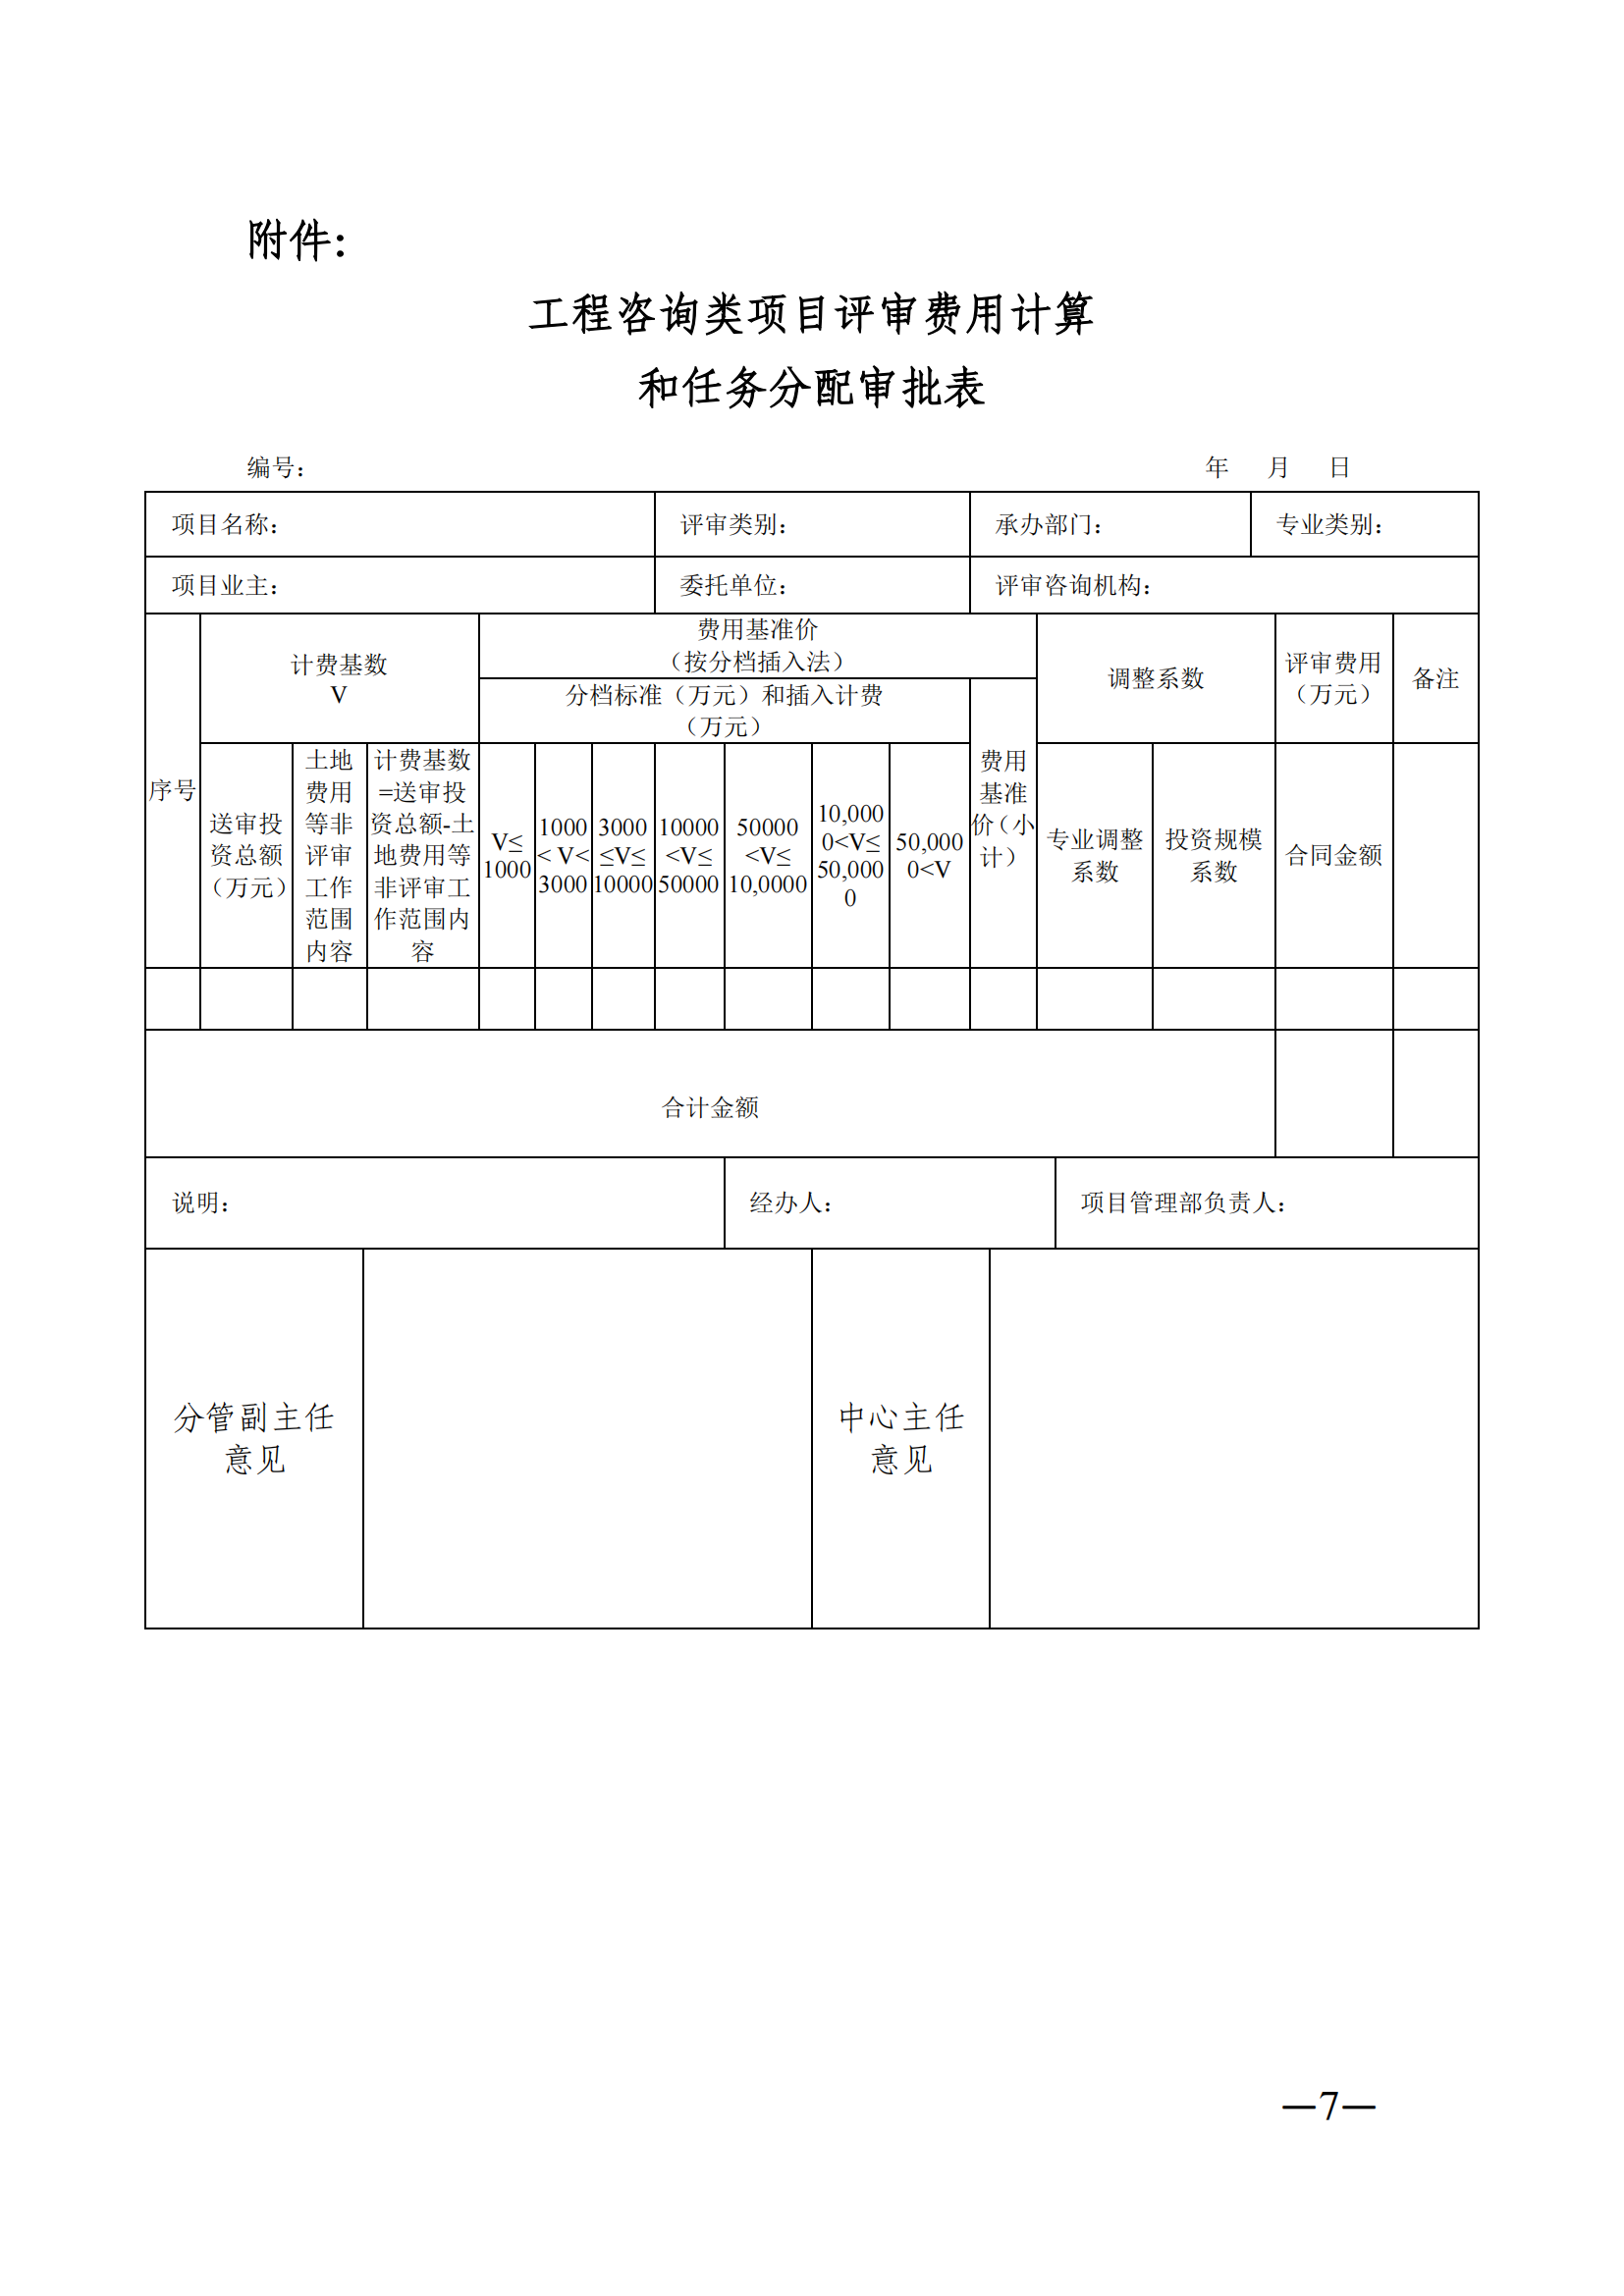 附件:
工程咨询类项目评审费用计算
和任务分配审批表
编号： 年 月 日
项目名称： 评审类别： 承办部门： 专业类别：
项目业主： 委托单位： 评审咨询机构：
序号
计费基数
V
费用基准价
（按分档插入法）
分档标准（万元）和插入计费
（万元）
费用
基准
价（小
计）
调整系数
评审费用
（万元）
备注
送审投
资总额
（万元）
土地
费用
等非
评审
工作
范围
内容
计费基数
=送审投
资总额-土
地费用等
非评审工
作范围内
容
V≤
1000
1000
< V<
3000
3000
≤V≤
10000
10000
<V≤
50000
50000
<V≤
10,0000
10,000
0<V≤
50,000
0
50,000
0<V
专业调整
系数
投资规模
系数
合同金额
合计金额
说明： 经办人： 项目管理部负责人：
分管副主任
意见
中心主任
意见
—7—